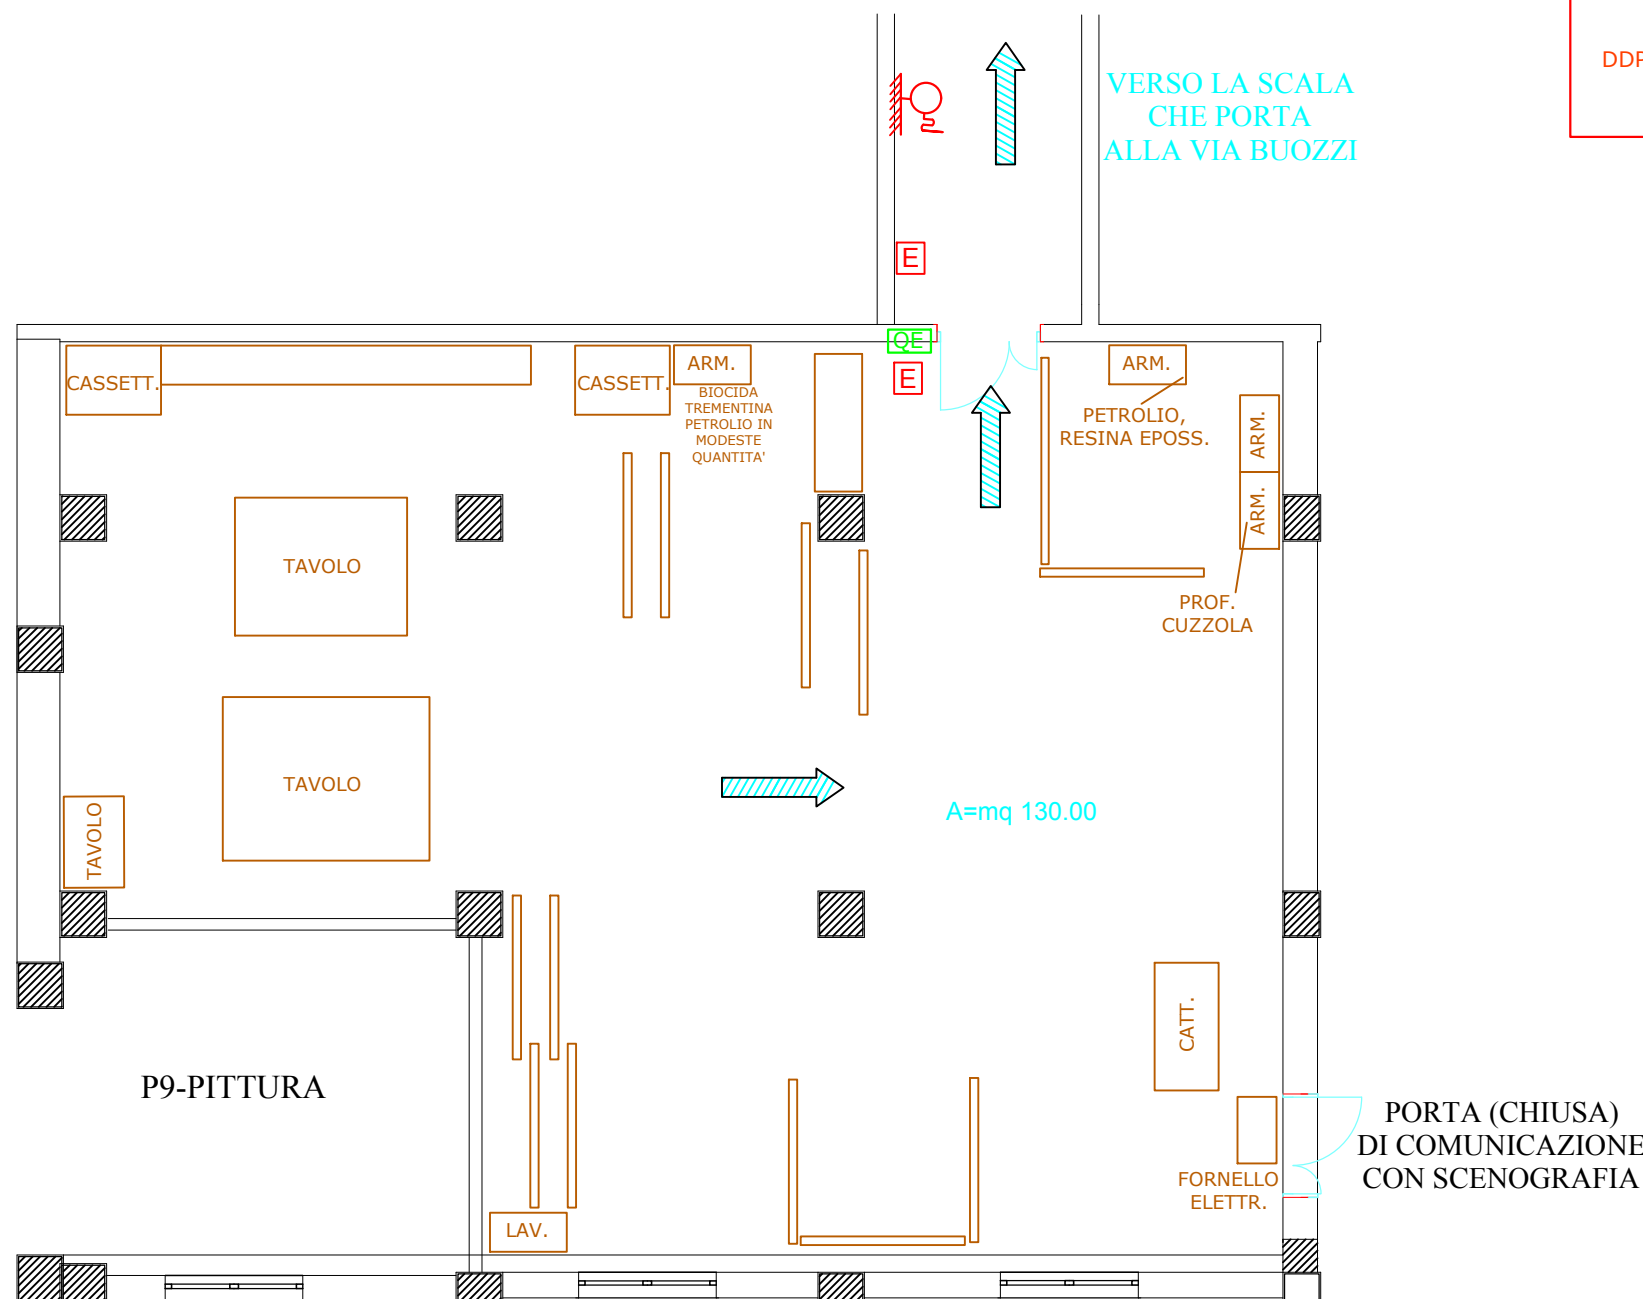 DDP
VERSO LA SCALA
CHE PORTA
ALLA VIA BUOZZI
E
QE
E
CASSETT.
CASSETT.
ARM.
BIOCIDA
TREMENTINA
PETROLIO IN
MODESTE
QUANTITA'
ARM.
PETROLIO,
RESINA EPOSS.
ARM.
ARM.
PROF.
CUZZOLA
TAVOLO
TAVOLO
TAVOLO
A=mq 130.00
CATT.
P9-PITTURA
PORTA (CHIUSA)
DI COMUNICAZIONE
CON SCENOGRAFIA
FORNELLO
ELETTR.
LAV.